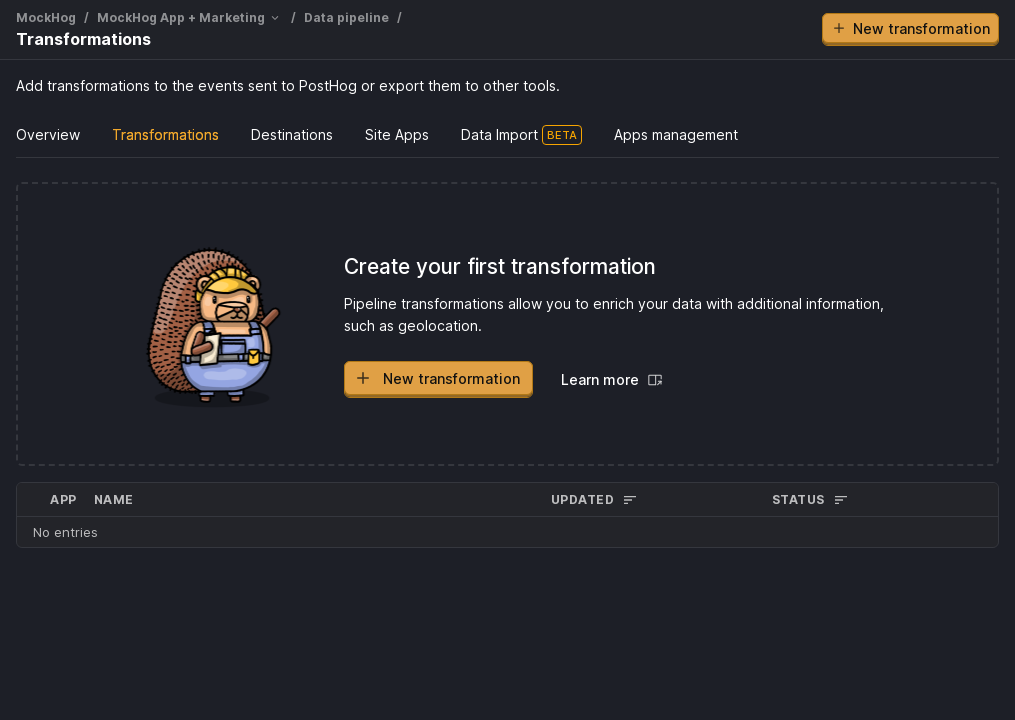 MockHog / MockHog App + Marketing / Data pipeline /
Transformations
New transformation
Add transformations to the events sent to PostHog or export them to other tools.
Overview Transformations Destinations Site Apps Data Import BETA Apps management
Create your first transformation
Pipeline transformations allow you to enrich your data with additional information,
such as geolocation.
New transformation Learn more
APP NAME UPDATED STATUS
No entries